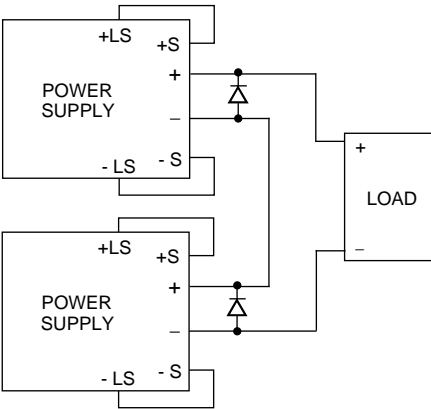 +LS
+S
+
POWER
SUPPLY
−
- S
- LS
+
LOAD
−
+LS
+S
+
POWER
SUPPLY
−
- S
- LS